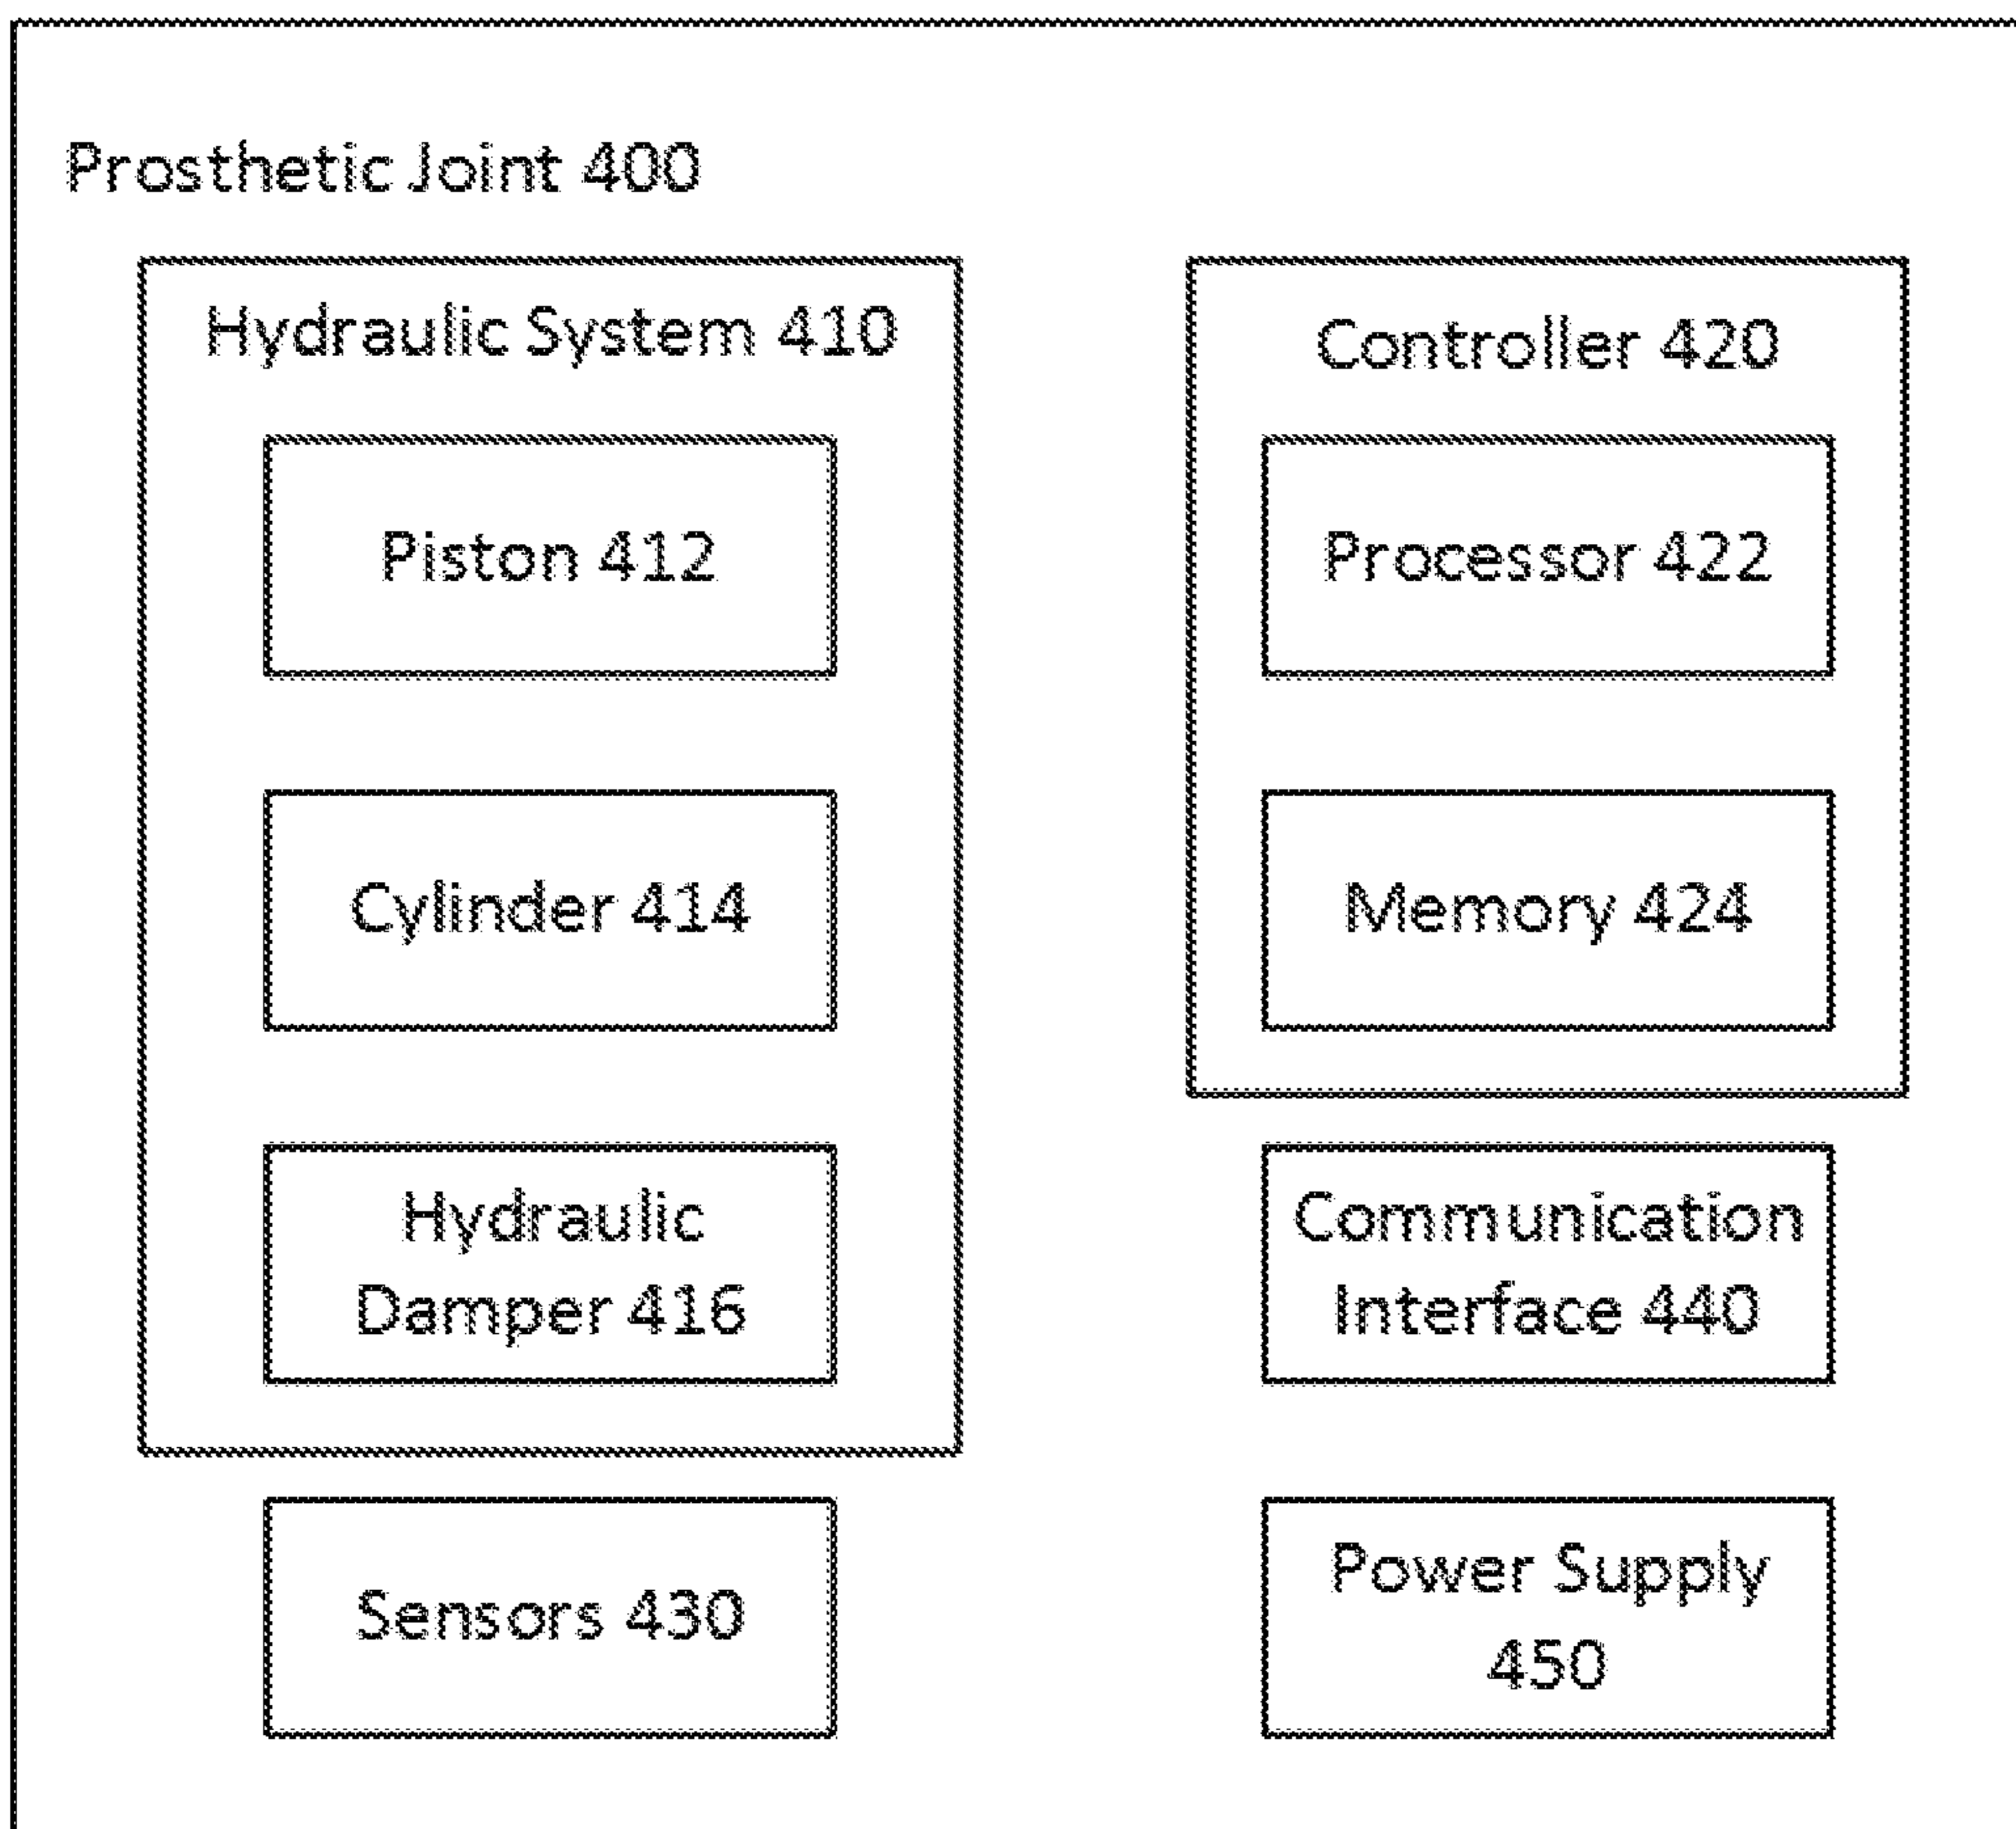 Prosthetic Joint 400
Hydraulic System 410
Piston 412
Cylinder 414
Hydraulic
Damper 416
Sensors 430
Controller 420
Processor 422
Memory 424
Communication
Interface 440
Power Supply
450